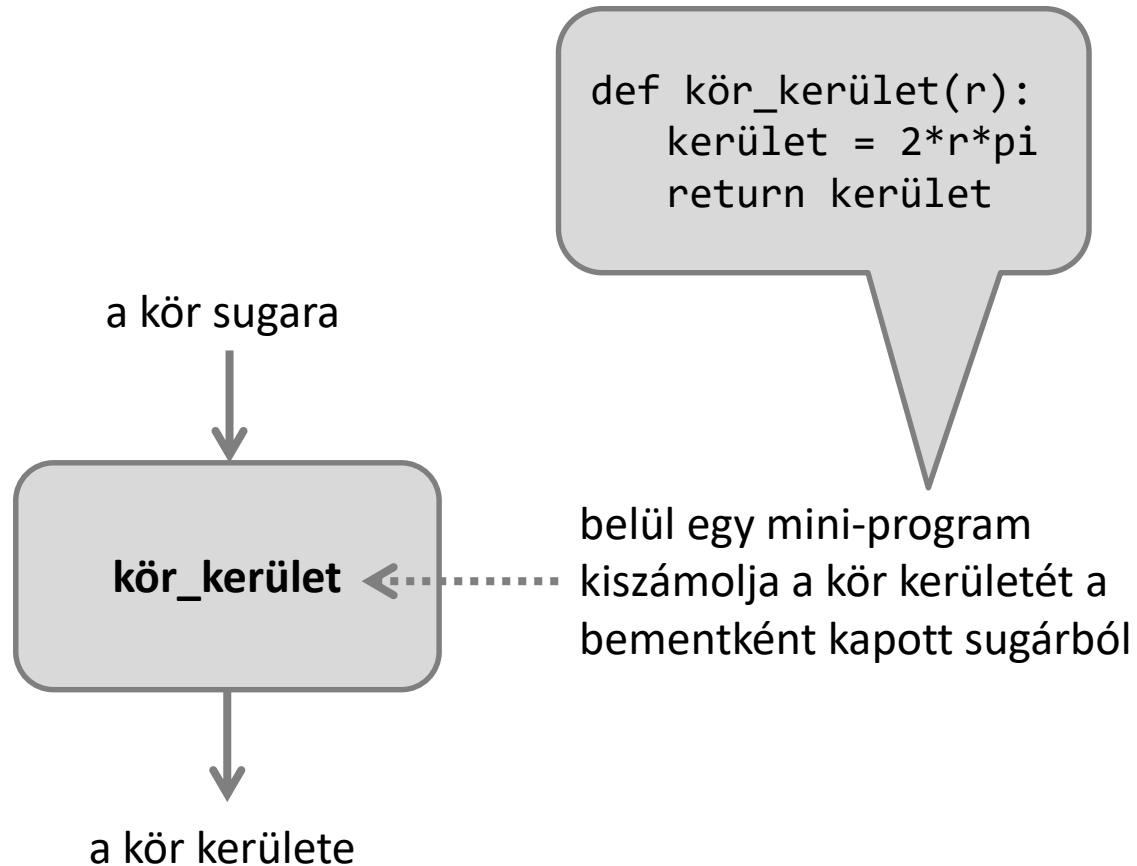 def kör_kerület(r):
kerület = 2*r*pi
return kerület
a kör sugara
kör_kerület
belül egy mini-program
kiszámolja a kör kerületét a
bementként kapott sugárból
a kör kerülete